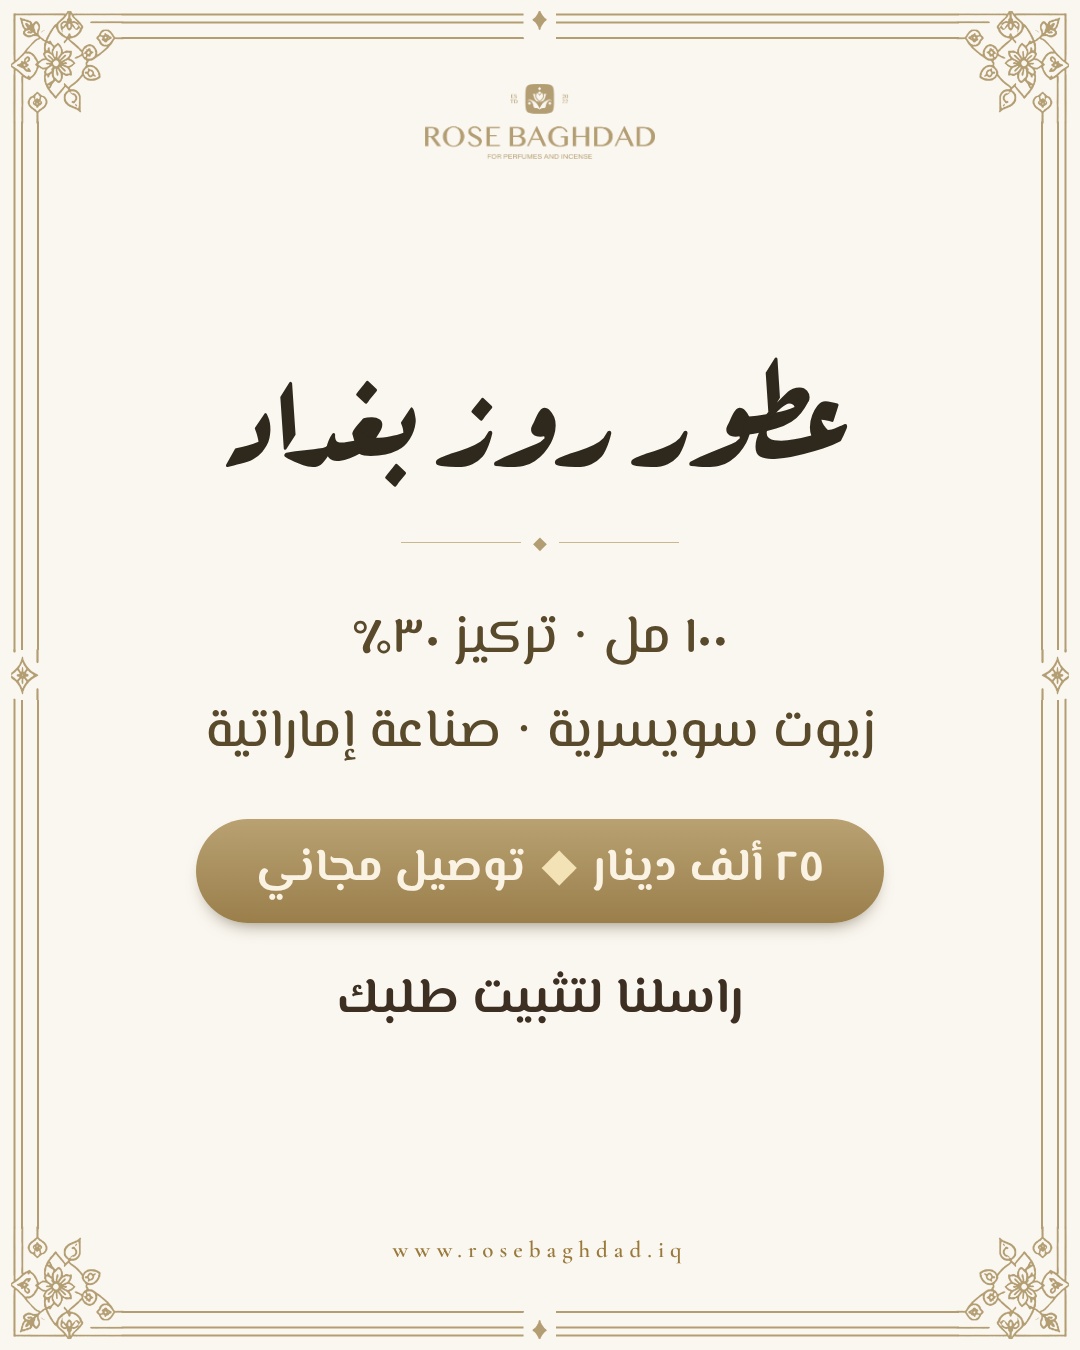 ROSE BAGHDAD
FOR PERFUMES AND INCENSE
عطور روز بغداد
١٠٠ مل · تركيز ٣٠%
زيوت سويسرية · صناعة إماراتية
٢٥ ألف دينار ◆ توصيل مجاني
راسلنا لتثبيت طلبك
www.rosebaghdad.iq